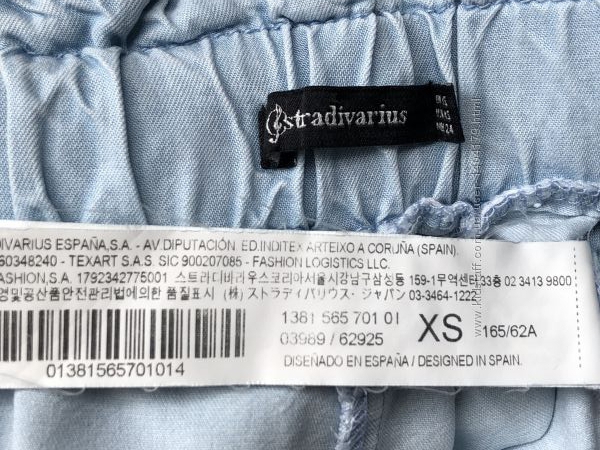 stradivarius
DIVARIUS ESPAÑA,S.A. - AV.DIPUTACIÓN. ED.INDITEX ARTEIXO A CORUÑA (SPAIN).
60348240 - TEXART S.A.S. SIC 900207085 - FASHION LOGISTICS LLC.
ASHION,S.A. 1792342775001 스트라디바리우스코리아서울시강남구삼성동 159-1무역센터33층 02 3413 9800
영및공산품안전관리법에의한 품질표시 (株) ストラディバリウス・ジャパン 03-3464-1222
1381 565 701 01
03989 / 62925
XS
165/62A
01381565701014
DISEÑADO EN ESPAÑA / DESIGNED IN SPAIN.